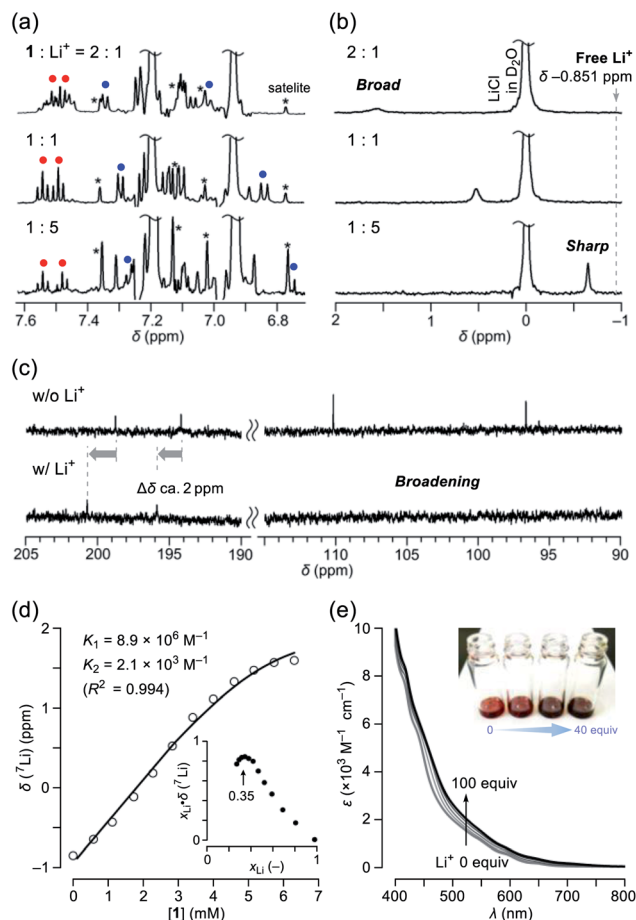 (a)
1 : Li⁺ = 2 : 1
satelite
*
*
*
*
1 : 1
*
*
*
*
1 : 5
*
*
*
*
7.6
7.4
7.2
7.0
6.8
δ (ppm)
(b)
2 : 1
Broad
LiCl
in D₂O
Free Li⁺
δ –0.851 ppm
1 : 1
1 : 5
Sharp
2
1
0
–1
δ (ppm)
(c)
w/o Li⁺
w/ Li⁺
Δδ ca. 2 ppm
Broadening
205
200
195
190
110
105
100
95
90
δ (ppm)
(d)
K₁ = 8.9 × 10⁶ M⁻¹
K₂ = 2.1 × 10³ M⁻¹
(R² = 0.994)
δ (⁷Li) (ppm)
2
1
0
–1
0
1
2
3
4
5
6
7
[1] (mM)
x_Li•δ (⁷Li)
1
0
0.35
0
1
x_Li (–)
(e)
ε (×10³ M⁻¹ cm⁻¹)
10
8
6
4
2
0
0
40 equiv
100 equiv
Li⁺ 0 equiv
400
500
600
700
800
λ (nm)